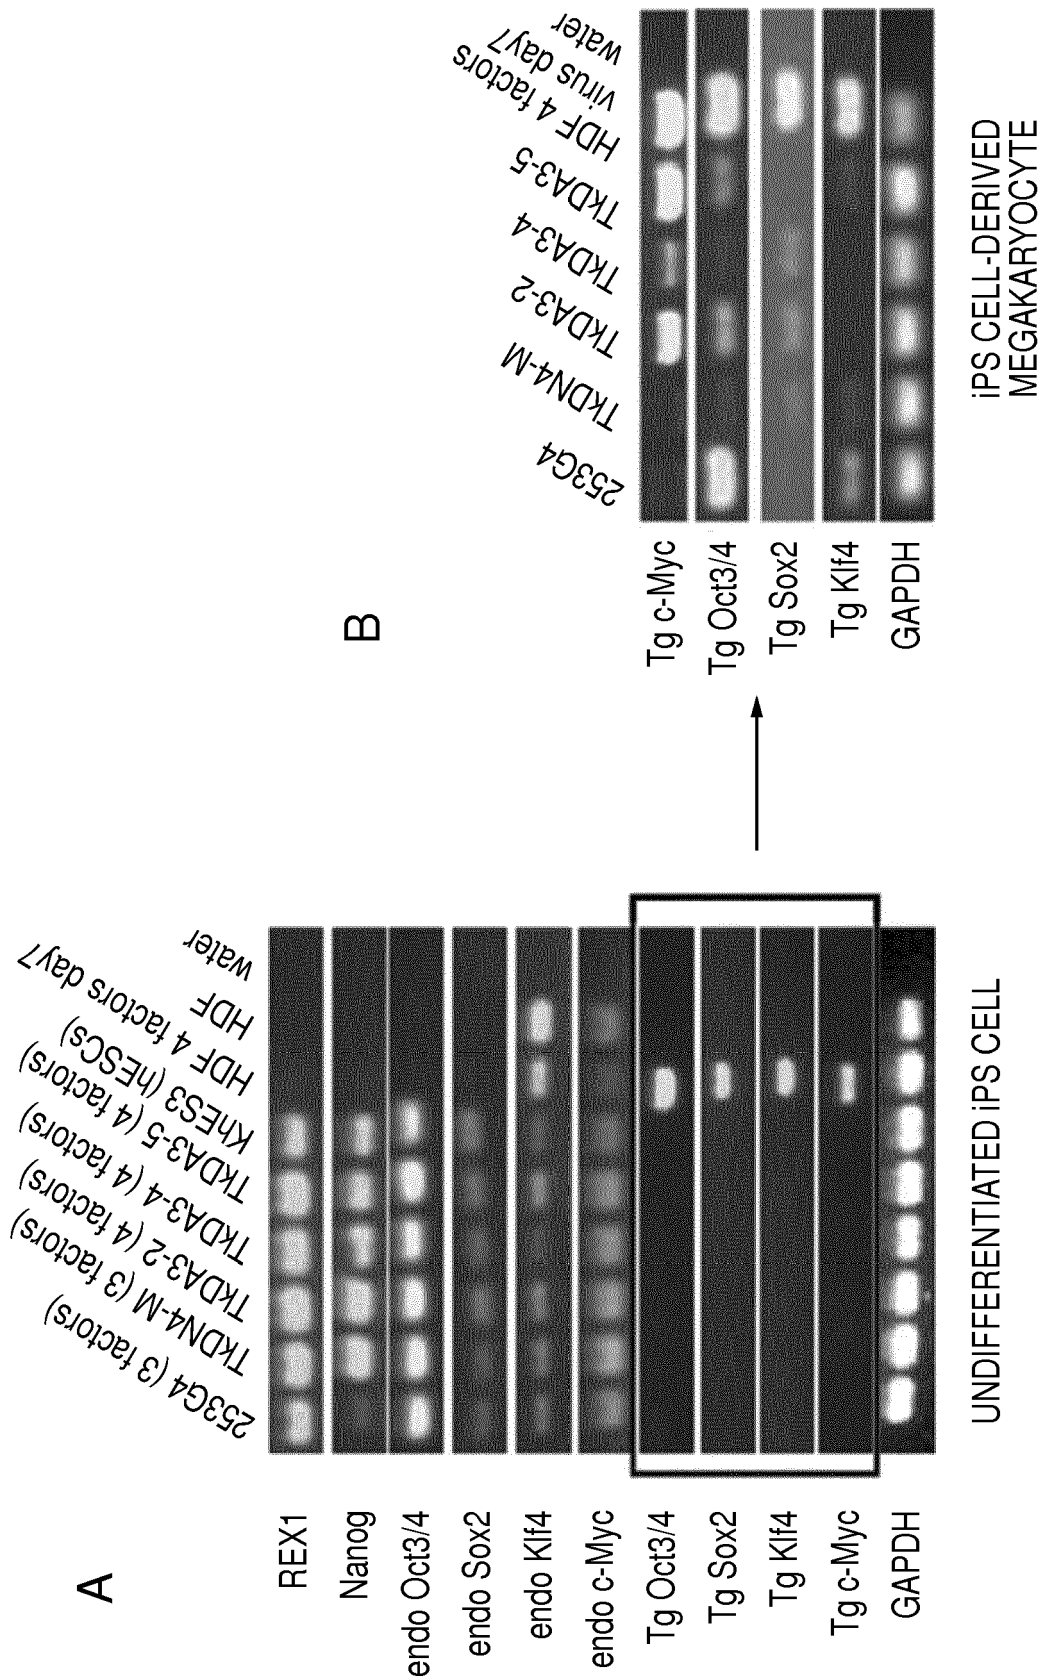 A
253G4 (3 factors)
TkDN4-M (3 factors)
TkDA3-2 (4 factors)
TkDA3-4 (4 factors)
TkDA3-5 (4 factors)
KhES3 (hESCs)
HDF 4 factors day7
HDF
water
REX1
Nanog
endo Oct3/4
endo Sox2
endo Klf4
endo c-Myc
Tg Oct3/4
Tg Sox2
Tg Klf4
Tg c-Myc
GAPDH
UNDIFFERENTIATED iPS CELL
B
253G4
TkDN4-M
TkDA3-2
TkDA3-4
TkDA3-5
HDF 4 factors
virus day7
water
Tg c-Myc
Tg Oct3/4
Tg Sox2
Tg Klf4
GAPDH
iPS CELL-DERIVED
MEGAKARYOCYTE